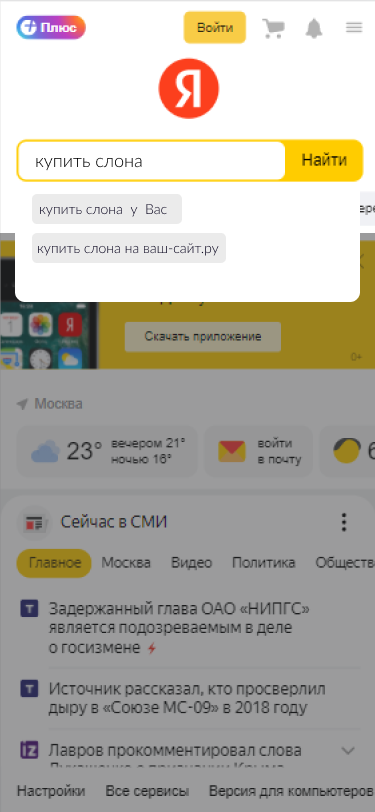 Плюс
Войти
Я
купить слона
Найти
купить слона у Вас
купить слона на ваш-сайт.ру
Скачать приложение
0+
Москва
23°
вечером 21°
ночью 16°
войти
в почту
6
Сейчас в СМИ
Главное Москва Видео Политика Обществ
Задержанный глава ОАО «НИПГС»
является подозреваемым в деле
о госизмене
Источник рассказал, кто просверлил
дыру в «Союзе МС-09» в 2018 году
Лавров прокомментировал слова
Настройки Все сервисы Версия для компьютеров